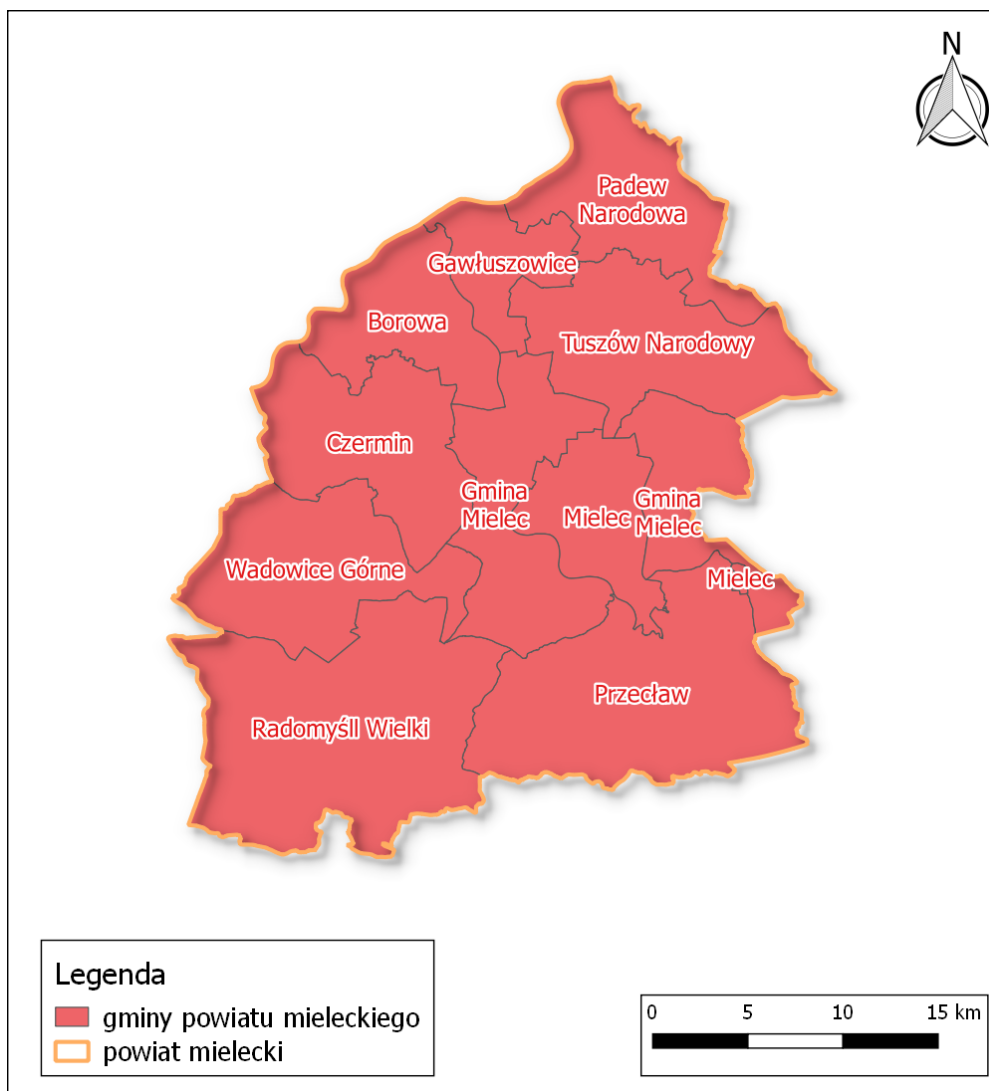 N
Padew
Narodowa
Gawłuszowice
Borowa
Tuszów Narodowy
Czermin
Gmina
Mielec
Mielec
Gmina
Mielec
Wadowice Górne
Mielec
Przecław
Radomyśll Wielki
Legenda
gminy powiatu mieleckiego
powiat mielecki
0 5 10 15 km